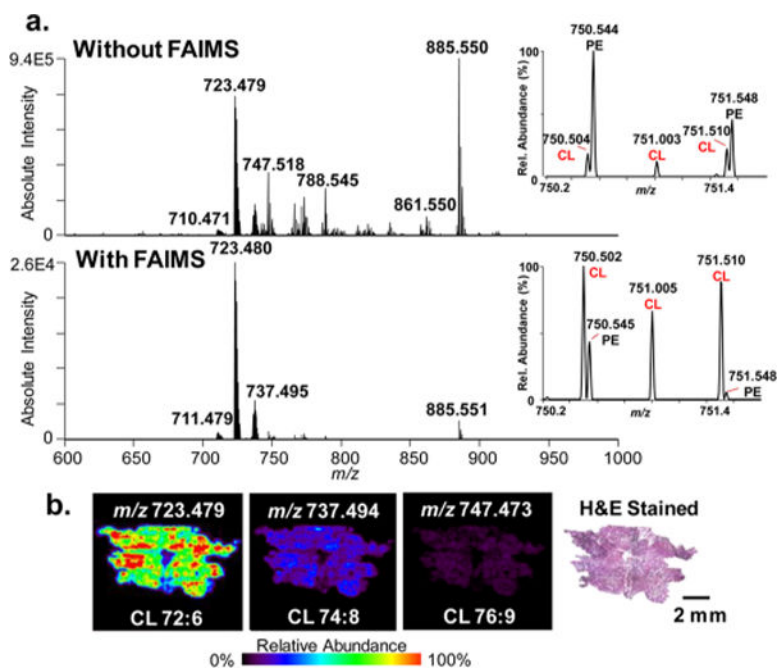 a.
Without FAIMS
9.4E5
Absolute Intensity
0
723.479
885.550
747.518
788.545
861.550
710.471
100
Rel. Abundance (%)
0
750.544
PE
750.504
CL
751.003
CL
751.548
PE
751.510
CL
750.2
m/z
751.4
With FAIMS
2.6E4
Absolute Intensity
0
723.480
737.495
711.479
885.551
600
650
700
750
800
850
900
950
1000
m/z
100
Rel. Abundance (%)
0
750.502
CL
750.545
PE
751.005
CL
751.510
CL
751.548
PE
750.2
m/z
751.4
b.
m/z 723.479
CL 72:6
m/z 737.494
CL 74:8
m/z 747.473
CL 76:9
H&E Stained
2 mm
Relative Abundance
0%
100%